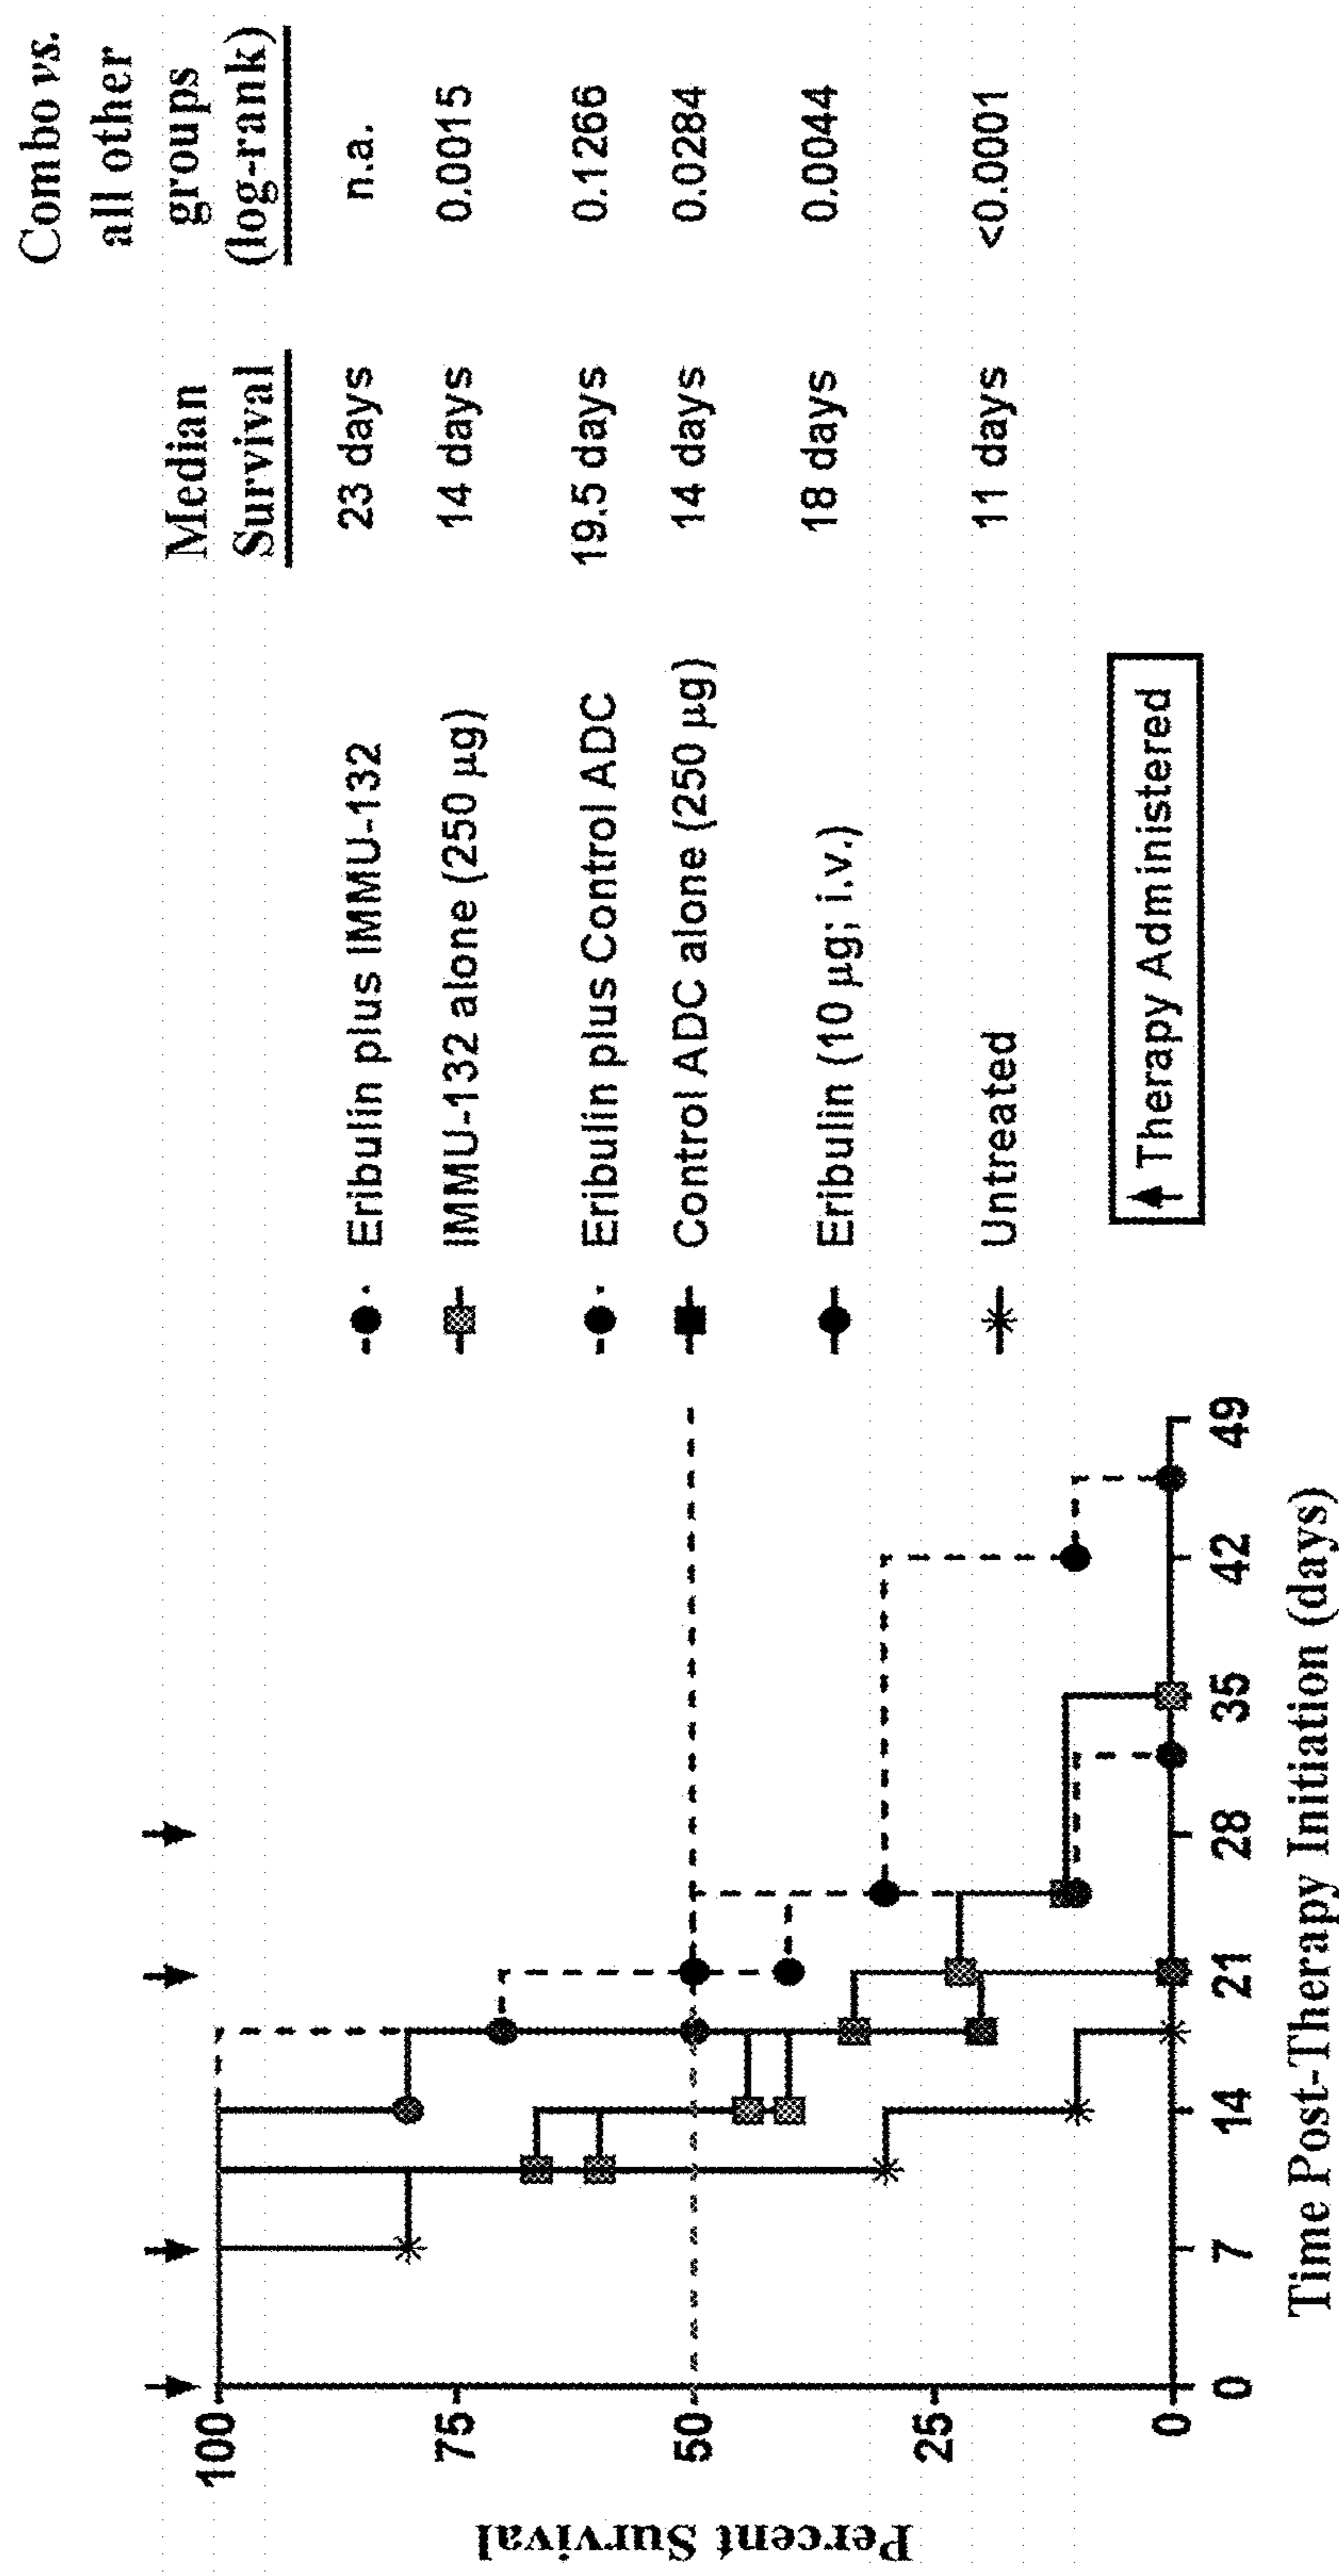 Combo vs.
all other
groups
(log-rank)
Median
Survival
Eribulin plus IMMU-132 23 days n.a.
IMMU-132 alone (250 µg) 14 days 0.0015
Eribulin plus Control ADC 19.5 days 0.1266
Control ADC alone (250 µg) 14 days 0.0284
Eribulin (10 µg; i.v.) 18 days 0.0044
Untreated 11 days <0.0001
Therapy Administered
Percent Survival
100
75
50
25
0
0 7 14 21 28 35 42 49
Time Post-Therapy Initiation (days)